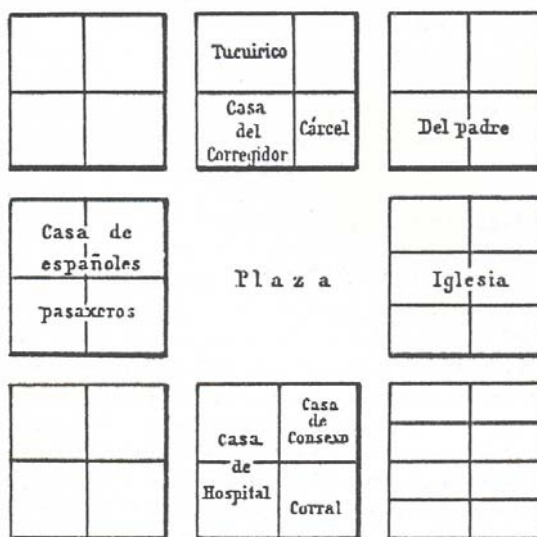 Tucuirico
Casa
del
Corregidor
Cárcel
Del padre
Casa de
españoles
pasaxeros
Plaza
Iglesia
Casa
de
Hospital
Casa
de
Consexo
Corral